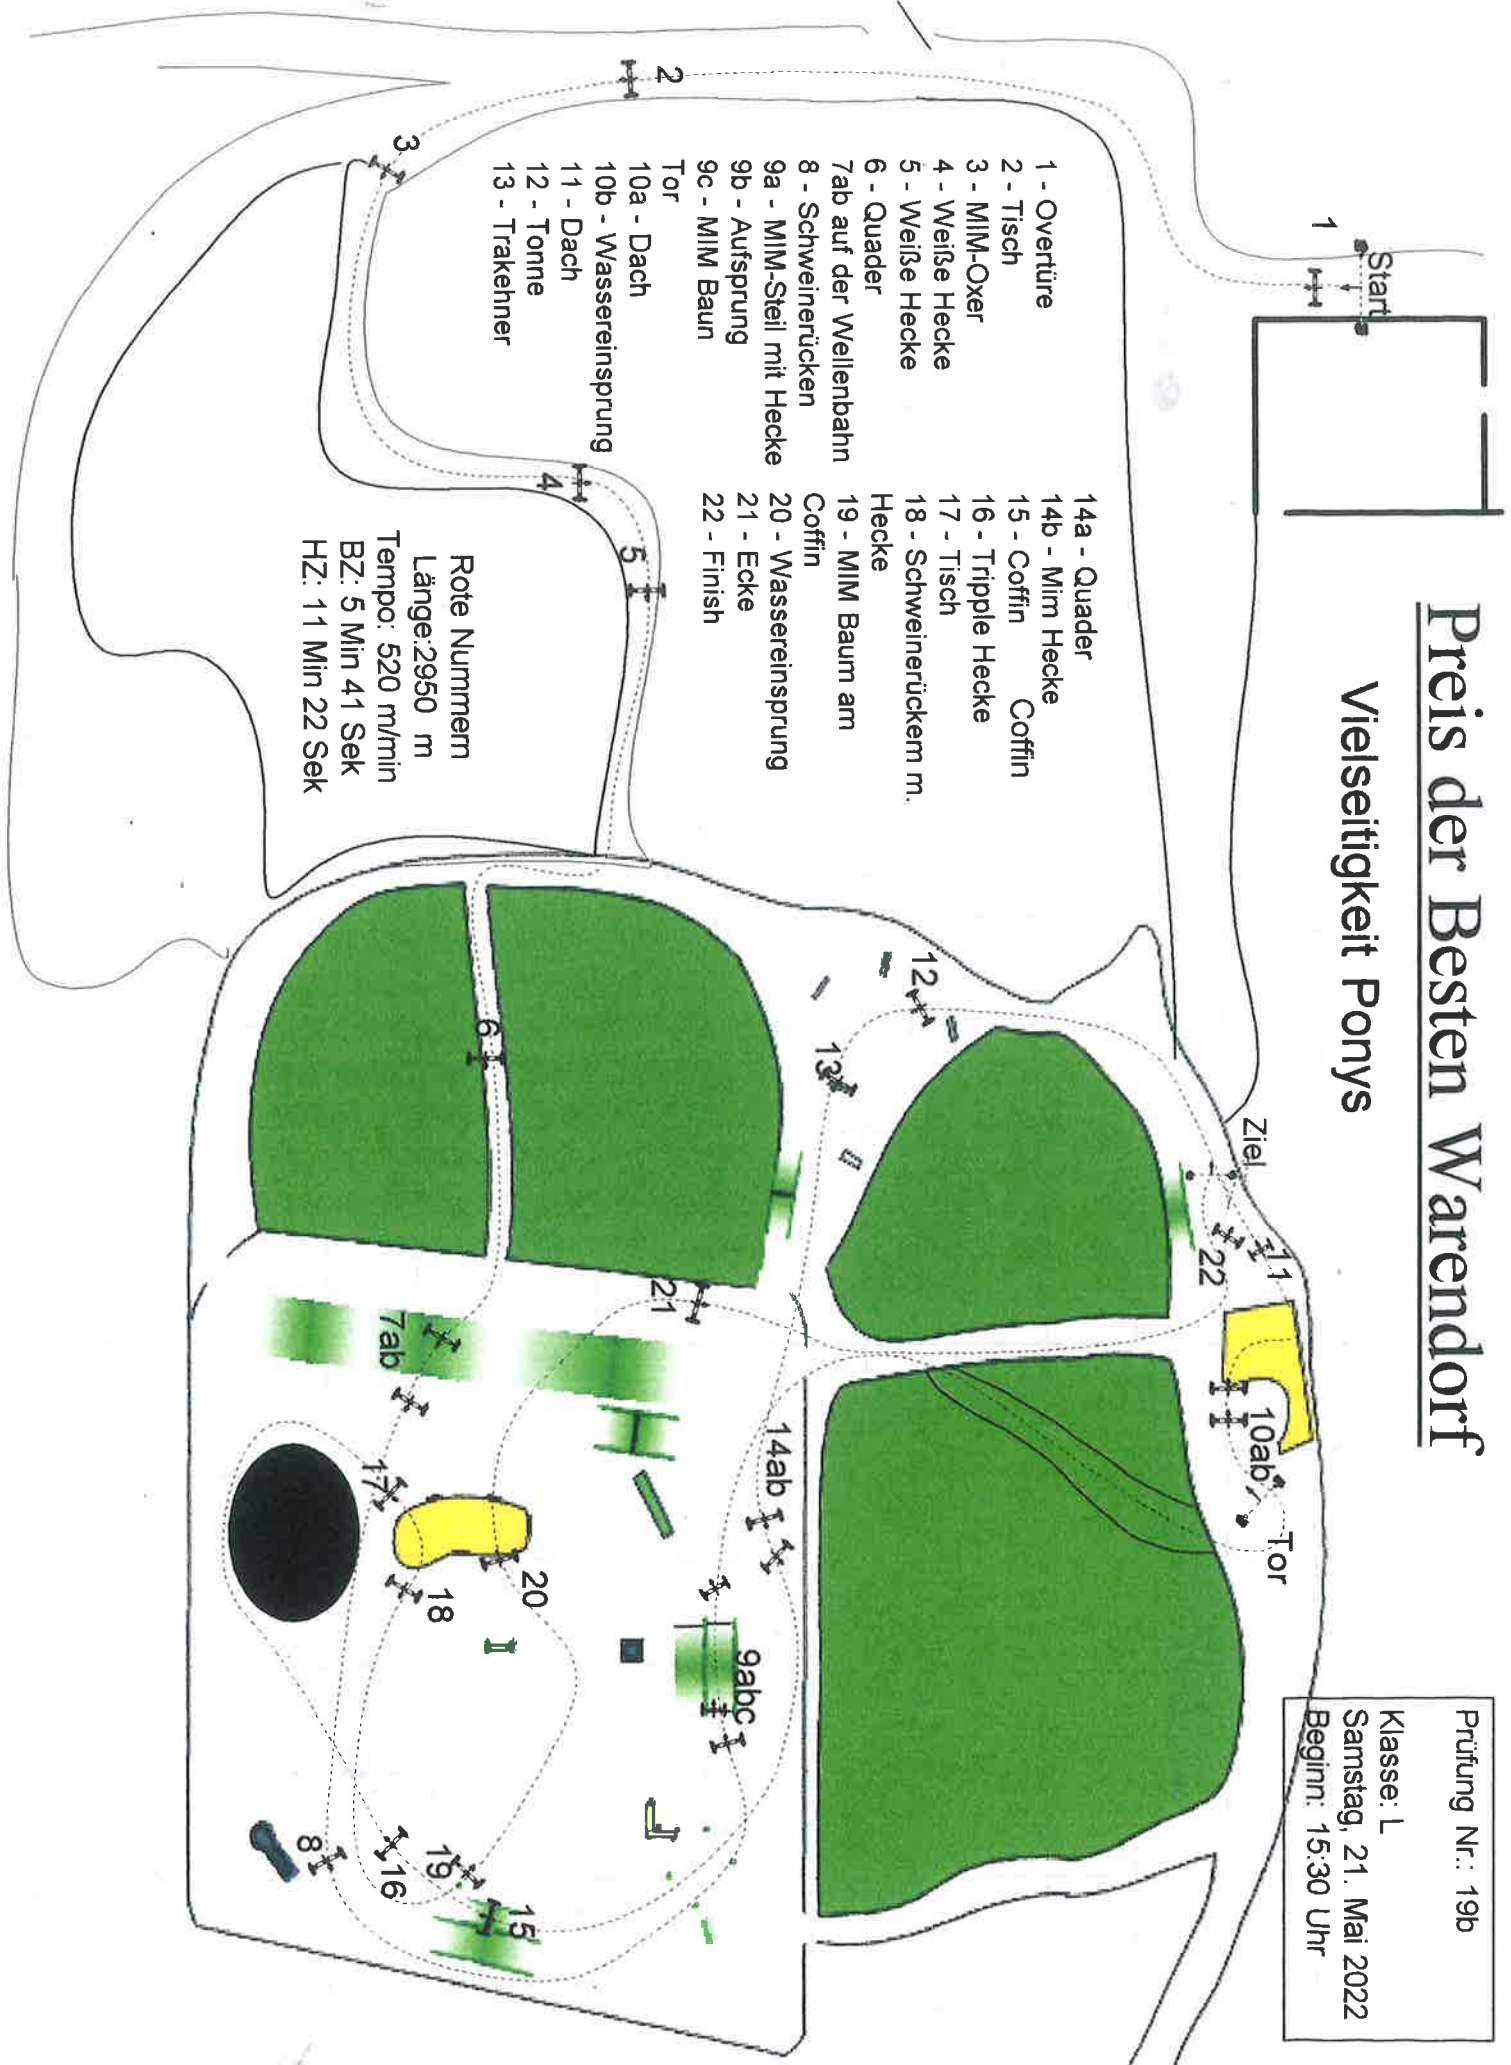 Preis der Besten Warendorf
Vielseitigkeit Ponys
Prüfung Nr.: 19b
Klasse: L
Samstag, 21. Mai 2022
Beginn: 15:30 Uhr
Start
1
2
3
4
5
1 - Overtüre
2 - Tisch
3 - MIM-Oxer
4 - Weiße Hecke
5 - Weiße Hecke
6 - Quader
7ab auf der Wellenbahn
8 - Schweinerücken
9a - MIM-Steil mit Hecke
9b - Aufsprung
9c - MIM Baun
Tor
10a - Dach
10b - Wassereinsprung
11 - Dach
12 - Tonne
13 - Trakehner
14a - Quader
14b - Mim Hecke
15 - Coffin Coffin
16 - Tripple Hecke
17 - Tisch
18 - Schweinerückem m.
Hecke
19 - MIM Baum am
Coffin
20 - Wassereinsprung
21 - Ecke
22 - Finish
Rote Nummern
Länge:2950 m
Tempo: 520 m/min
BZ: 5 Min 41 Sek
HZ: 11 Min 22 Sek
Ziel
11
22
10ab
Tor
12
13
6
21
7ab
14ab
17
18
20
9abc
8
16
19
15